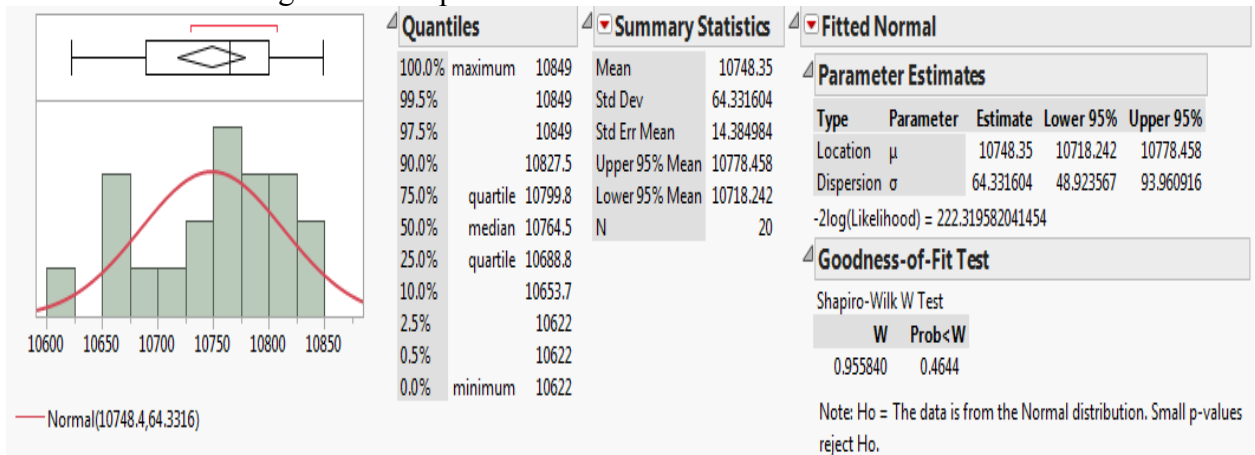 Quantiles
100.0% maximum 10849
99.5% 10849
97.5% 10849
90.0% 10827.5
75.0% quartile 10799.8
50.0% median 10764.5
25.0% quartile 10688.8
10.0% 10653.7
2.5% 10622
0.5% 10622
0.0% minimum 10622
10600 10650 10700 10750 10800 10850
Normal(10748.4,64.3316)
Summary Statistics
Mean 10748.35
Std Dev 64.331604
Std Err Mean 14.384984
Upper 95% Mean 10778.458
Lower 95% Mean 10718.242
N 20
Fitted Normal
Parameter Estimates
Type Parameter Estimate Lower 95% Upper 95%
Location μ 10748.35 10718.242 10778.458
Dispersion σ 64.331604 48.923567 93.960916
-2log(Likelihood) = 222.319582041454
Goodness-of-Fit Test
Shapiro-Wilk W Test
W Prob<W
0.955840 0.4644
Note: Ho = The data is from the Normal distribution. Small p-values
reject Ho.